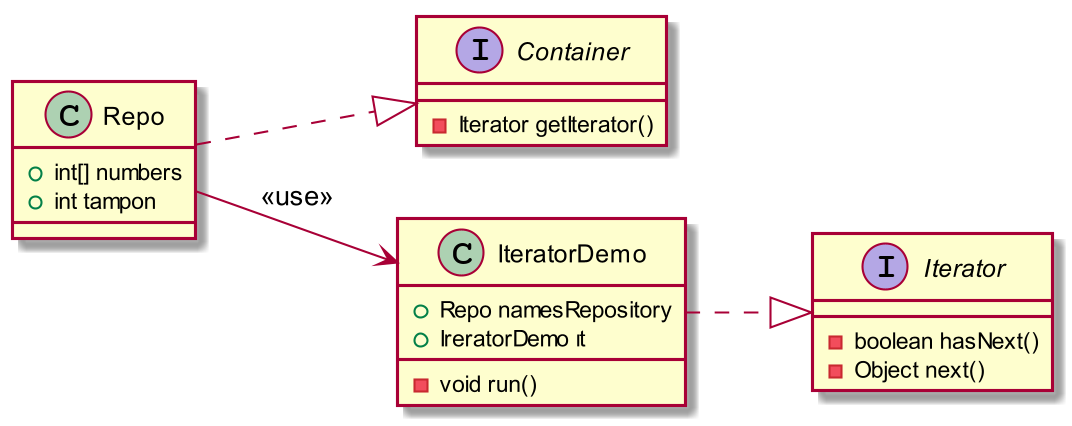 I Container
Iterator getIterator()
C Repo
int[] numbers
int tampon
«use»
C IteratorDemo
Repo namesRepository
IreratorDemo ıt
void run()
I Iterator
boolean hasNext()
Object next()